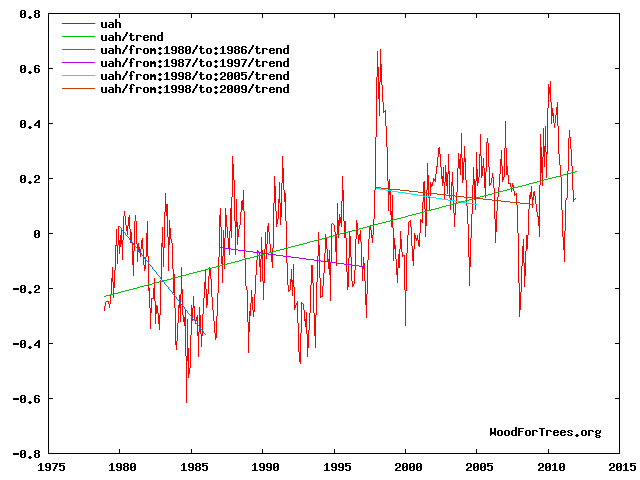 0.8
0.6
0.4
0.2
0
-0.2
-0.4
-0.6
-0.8
uah
uah/trend
uah/from:1980/to:1986/trend
uah/from:1987/to:1997/trend
uah/from:1998/to:2005/trend
uah/from:1998/to:2009/trend
WoodForTrees.org
1975 1980 1985 1990 1995 2000 2005 2010 2015